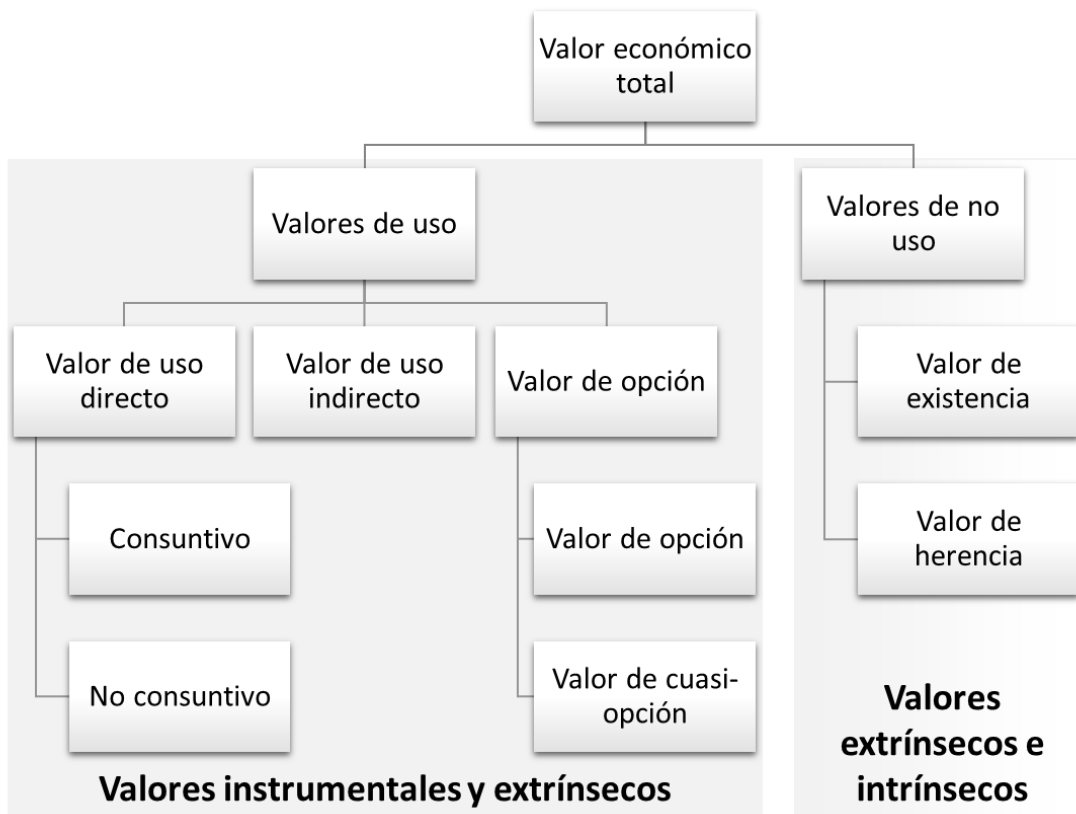 Valor económico
total
Valores de uso
Valores de no
uso
Valor de uso
directo
Valor de uso
indirecto
Valor de opción
Valor de
existencia
Consuntivo
Valor de opción
Valor de
herencia
No consuntivo
Valor de cuasi-
opción
Valores instrumentales y extrínsecos
Valores
extrínsecos e
intrínsecos